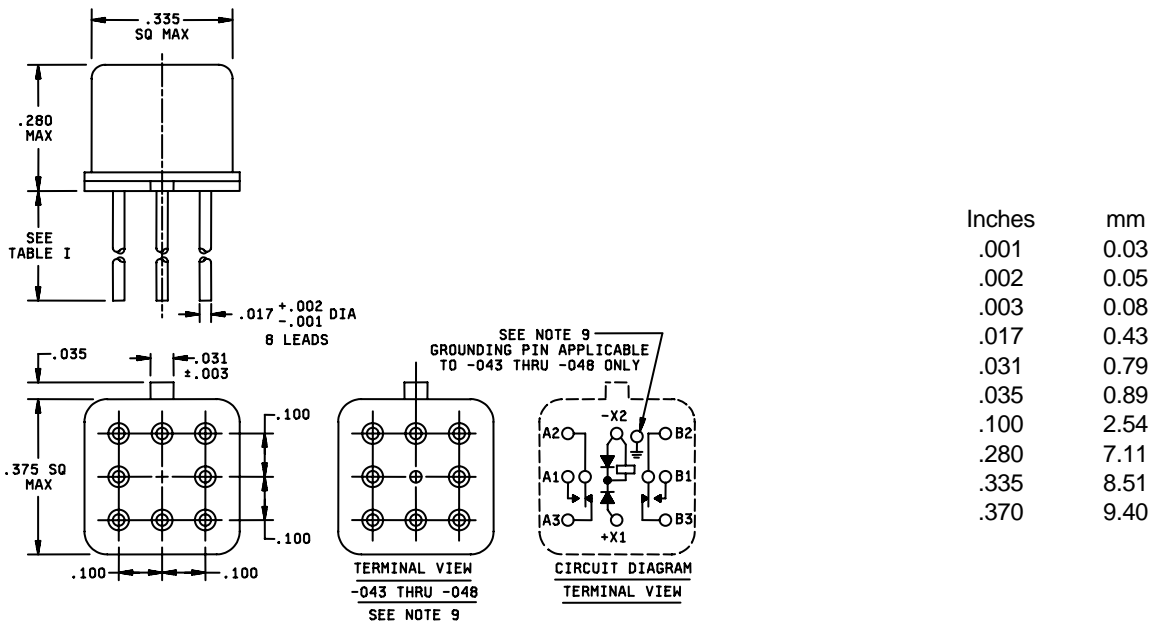 .335
SQ MAX
.280
MAX
SEE
TABLE I
.017 +.002 -.001 DIA
8 LEADS
.035
.031
±.003
.100
.375 SQ
MAX
.100
.100
.100
SEE NOTE 9
GROUNDING PIN APPLICABLE
TO -043 THRU -048 ONLY
TERMINAL VIEW
-043 THRU -048
SEE NOTE 9
-X2
A2
B2
A1
B1
A3
B3
+X1
CIRCUIT DIAGRAM
TERMINAL VIEW
Inches mm
.001 0.03
.002 0.05
.003 0.08
.017 0.43
.031 0.79
.035 0.89
.100 2.54
.280 7.11
.335 8.51
.370 9.40